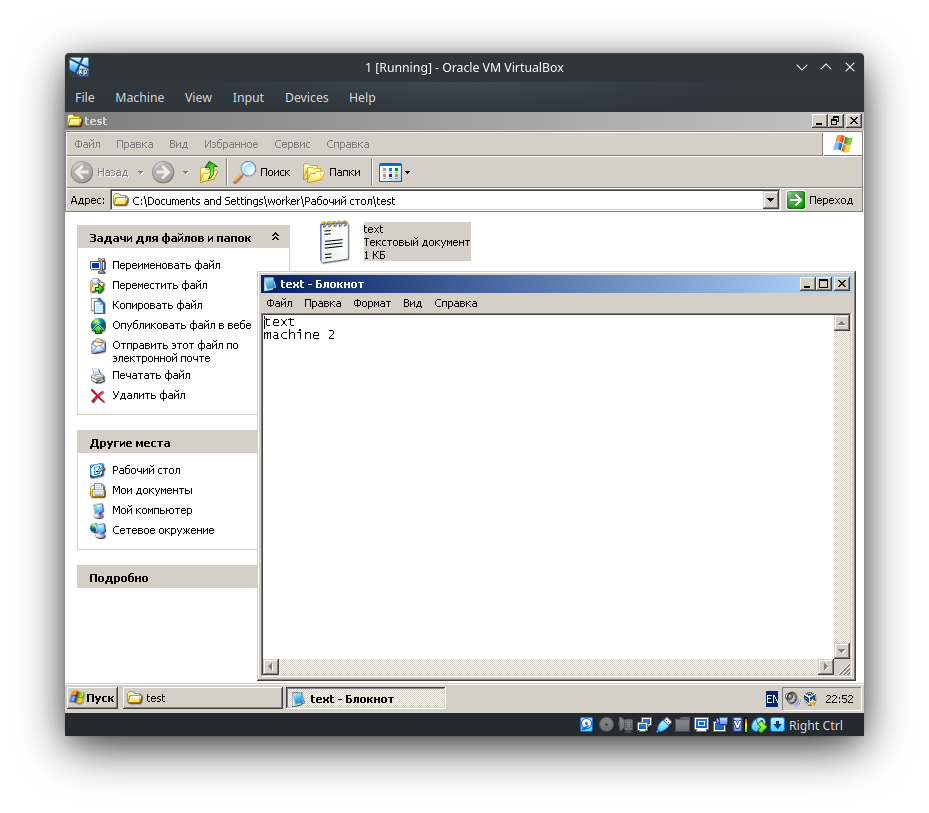 1 [Running] - Oracle VM VirtualBox
File Machine View Input Devices Help
test
Файл Правка Вид Избранное Сервис Справка
Назад Поиск Папки
Адрес: C:\Documents and Settings\worker\Рабочий стол\test Переход
Задачи для файлов и папок
Переименовать файл
Переместить файл
Копировать файл
Опубликовать файл в вебе
Отправить этот файл по
электронной почте
Печатать файл
Удалить файл
Другие места
Рабочий стол
Мои документы
Мой компьютер
Сетевое окружение
Подробно
text
Текстовый документ
1 КБ
text - Блокнот
Файл Правка Формат Вид Справка
text
machine 2
Пуск test text - Блокнот EN 22:52
Right Ctrl